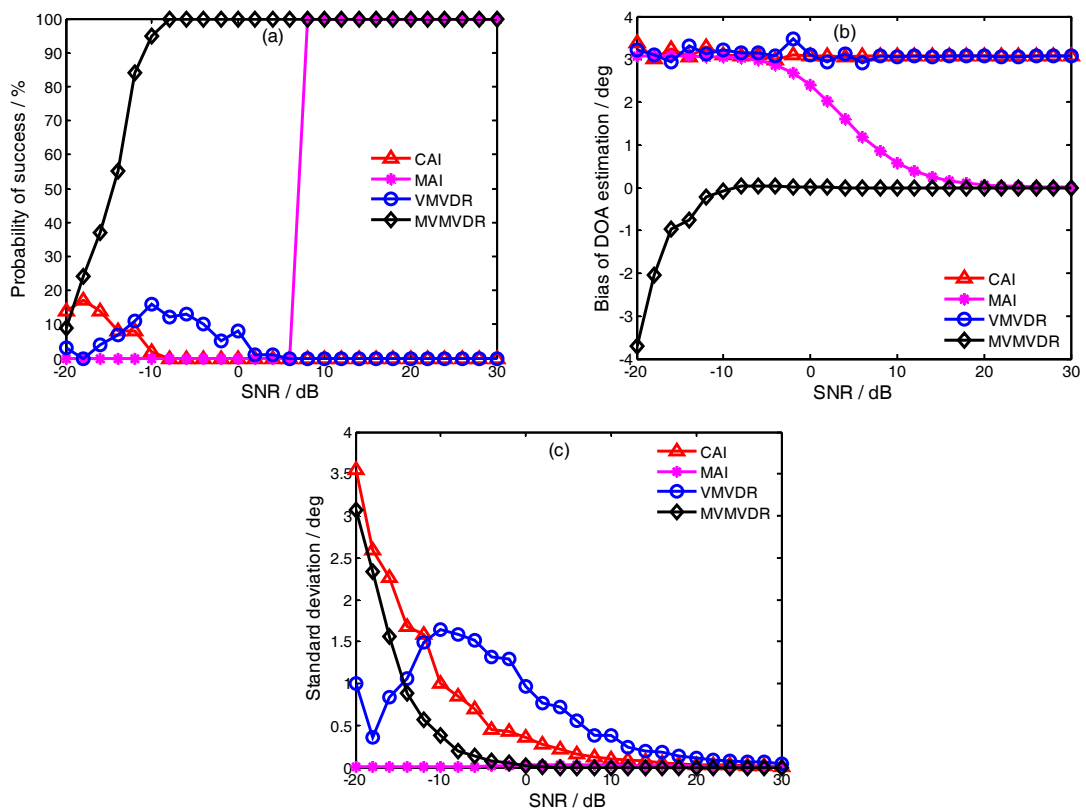 (a)
Probability of success / %
100
90
80
70
60
50
40
30
20
10
0
-20
-10
0
10
20
30
SNR / dB
CAI
MAI
VMVDR
MVMVDR
(b)
Bias of DOA estimation / deg
4
3
2
1
0
-1
-2
-3
-4
-20
-10
0
10
20
30
SNR / dB
CAI
MAI
VMVDR
MVMVDR
(c)
Standard deviation / deg
4
3.5
3
2.5
2
1.5
1
0.5
0
-20
-10
0
10
20
30
SNR / dB
CAI
MAI
VMVDR
MVMVDR